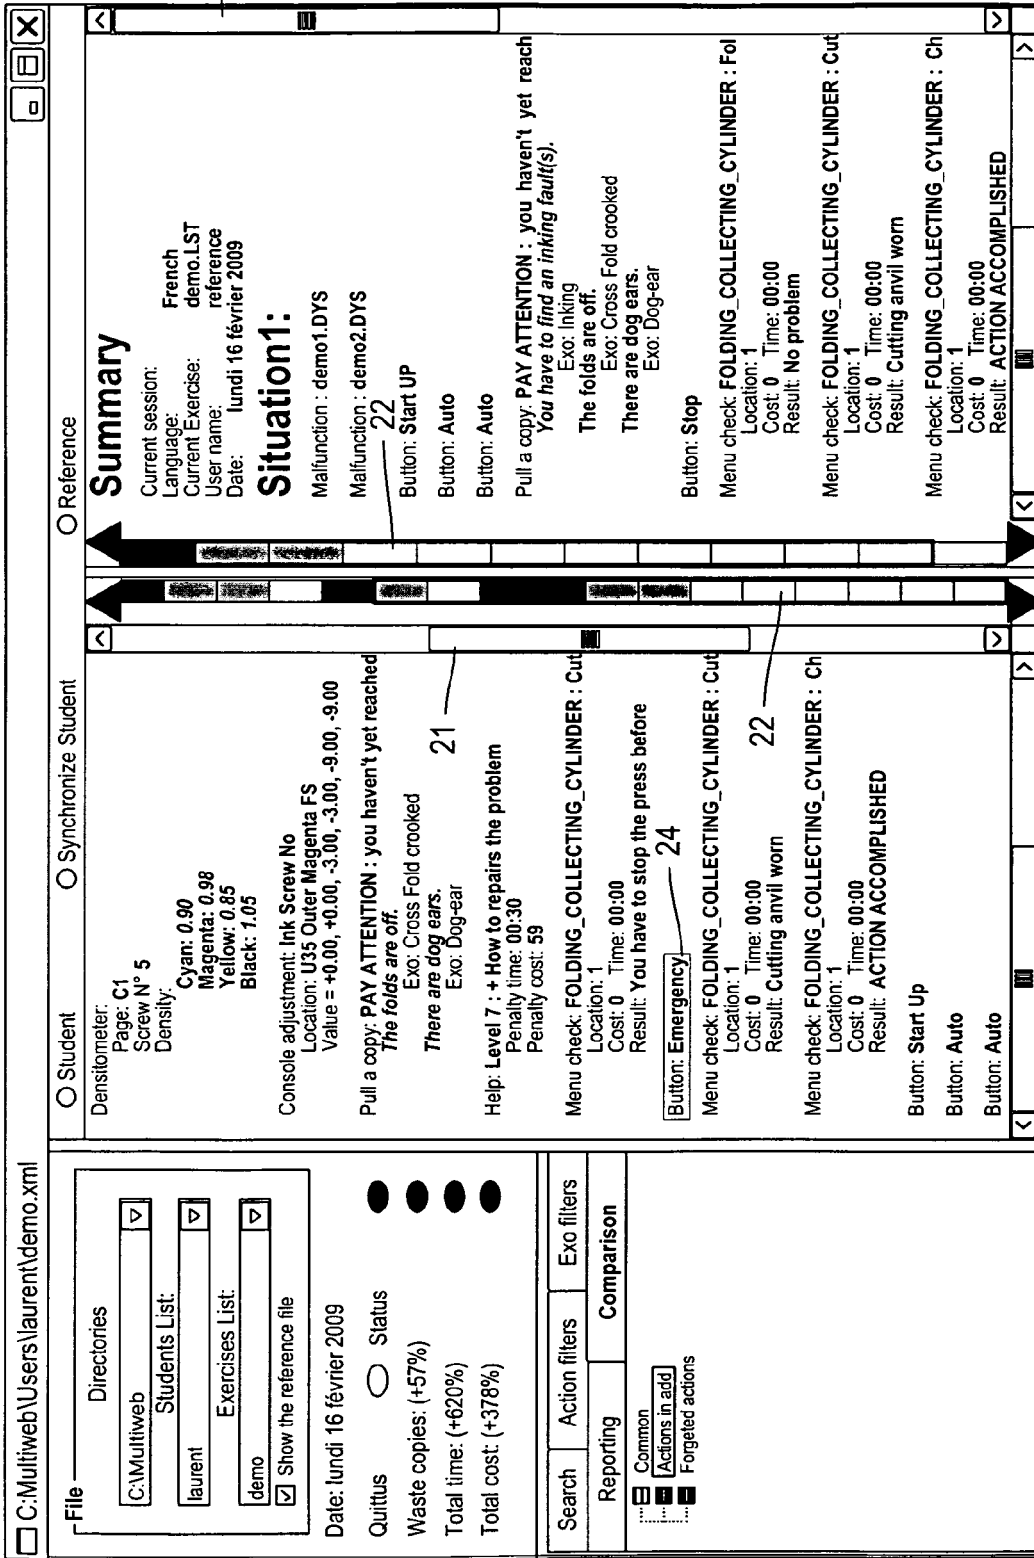 C:Multiweb\Users\laurent\demo.xml
File
Directories
C:\Multiweb
Students List:
laurent
Exercises List:
demo
Show the reference file
Date: lundi 16 février 2009
Quittus Status
Waste copies: (+57%)
Total time: (+620%)
Total cost: (+378%)
Search Action filters Exo filters
Reporting Comparison
Common
Actions in add
Forgeted actions
Student Synchronize Student
Densitometer:
Page: C1
Screw N° 5
Density:
Cyan: 0.90
Magenta: 0.98
Yellow: 0.85
Black: 1.05
Console adjustment: Ink Screw No
Location: U35 Outer Magenta FS
Value = +0.00, +0.00, -3.00, -3.00, -9.00, -9.00
Pull a copy: PAY ATTENTION : you haven't yet reached
The folds are off.
Exo: Cross Fold crooked
There are dog ears.
Exo: Dog-ear
21
Help: Level 7 : + How to repairs the problem
Penalty time: 00:30
Penalty cost: 59
Menu check: FOLDING_COLLECTING_CYLINDER : Cut
Location: 1
Cost: 0 Time: 00:00
Result: You have to stop the press before
Button: Emergency
24
Menu check: FOLDING_COLLECTING_CYLINDER : Cut
Location: 1
Cost: 0 Time: 00:00
Result: Cutting anvil worn
22
Menu check: FOLDING_COLLECTING_CYLINDER : Ch
Location: 1
Cost: 0 Time: 00:00
Result: ACTION ACCOMPLISHED
Button: Start Up
Button: Auto
Button: Auto
Reference
Summary
Current session:
Language: French
Current Exercise: demo.LST
User name: reference
Date: lundi 16 février 2009
Situation1:
Malfunction : demo1.DYS
Malfunction : demo2.DYS
22
Button: Start UP
Button: Auto
Button: Auto
Pull a copy: PAY ATTENTION : you haven't yet reach
You have to find an inking fault(s).
Exo: Inking
The folds are off.
Exo: Cross Fold crooked
There are dog ears.
Exo: Dog-ear
Button: Stop
Menu check: FOLDING_COLLECTING_CYLINDER : Fol
Location: 1
Cost: 0 Time: 00:00
Result: No problem
Menu check: FOLDING_COLLECTING_CYLINDER : Cut
Location: 1
Cost: 0 Time: 00:00
Result: Cutting anvil worn
Menu check: FOLDING_COLLECTING_CYLINDER : Ch
Location: 1
Cost: 0 Time: 00:00
Result: ACTION ACCOMPLISHED